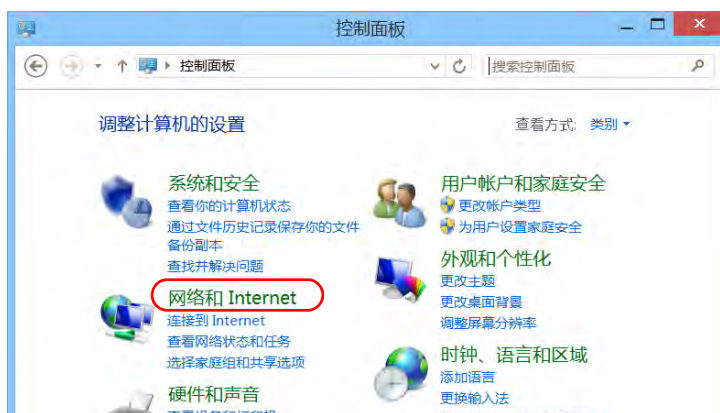 控制面板
控制面板
搜索控制面板
调整计算机的设置
查看方式: 类别
系统和安全
查看你的计算机状态
通过文件历史记录保存你的文件
备份副本
查找并解决问题
网络和 Internet
连接到 Internet
查看网络状态和任务
选择家庭组和共享选项
硬件和声音
用户帐户和家庭安全
更改帐户类型
为用户设置家庭安全
外观和个性化
更改主题
更改桌面背景
调整屏幕分辨率
时钟、语言和区域
添加语言
更换输入法